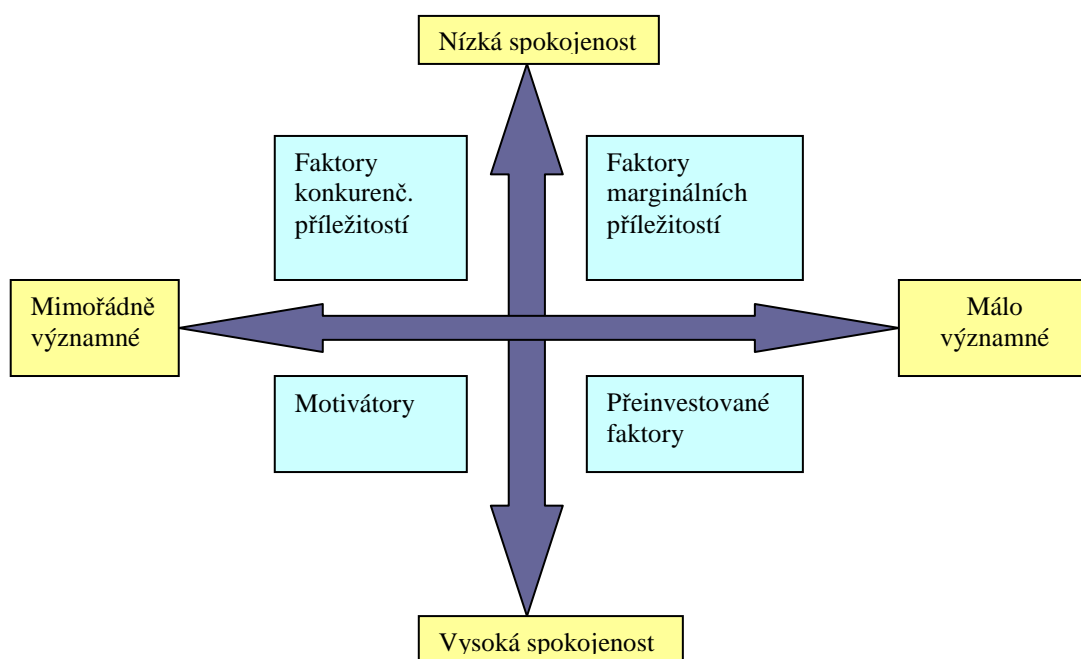 Nízká spokojenost
Faktory
konkurenč.
příležitostí
Faktory
marginálních
příležitostí
Mimořádně
významné
Málo
významné
Motivátory
Přeinvestované
faktory
Vysoká spokojenost